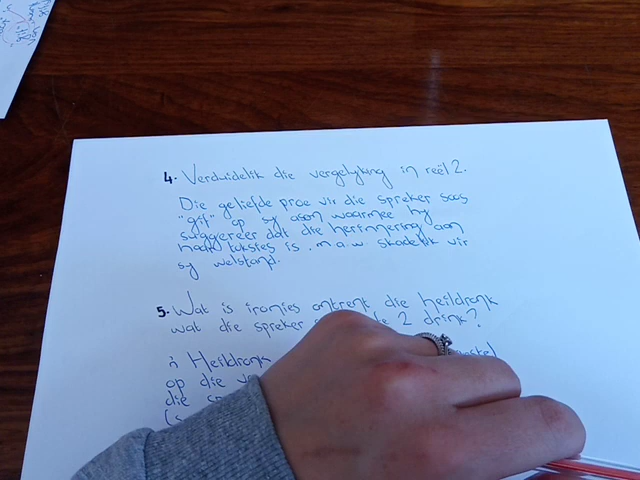 4. Verduidelik die vergelyking in reël 2.
Die geliefde proe vir die spreker soos
"gif" op sy asem waarmee hy
suggereer dat die herinnering aan
haar toksies is. m.a.w skadelik vir
sy welstand.
5. Wat is ironies omtrent die heildronk
wat die spreker 2 drink?
'n Heildronk
op die
die